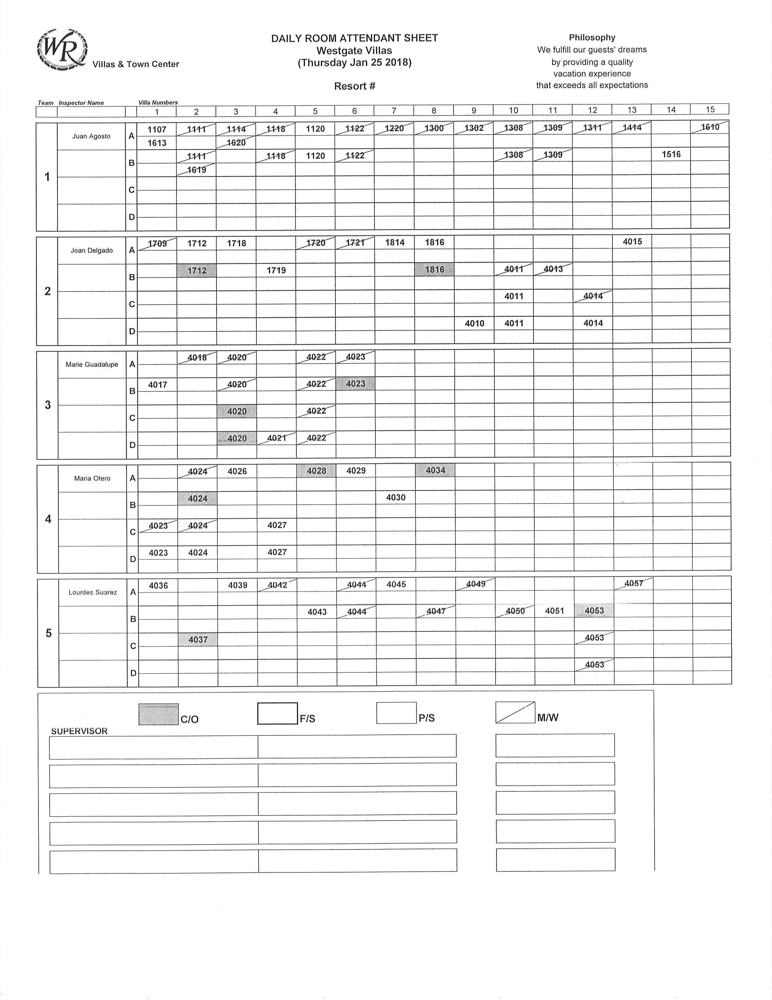 WR
Villas & Town Center
DAILY ROOM ATTENDANT SHEET
Westgate Villas
(Thursday Jan 25 2018)
Resort #
Philosophy
We fulfill our guests' dreams
by providing a quality
vacation experience
that exceeds all expectations
Team Inspector Name Villa Numbers
1 2 3 4 5 6 7 8 9 10 11 12 13 14 15
1
Juan Agosto
A 1107 1111 1114 1118 1120 1122 1220 1300 1302 1308 1309 1311 1414 1610
1613 1620
B 1111 1118 1120 1122 1308 1309 1516
1619
C
D
2
Joan Delgado
A 1709 1712 1718 1720 1721 1814 1816 4015
B 1712 1719 1816 4011 4013
C 4011 4014
D 4010 4011 4014
3
Marie Guadalupe
A 4018 4020 4022 4023
B 4017 4020 4022 4023
C 4020 4022
D 4020 4021 4022
4
Maria Otero
A 4024 4026 4028 4029 4034
B 4024 4030
C 4023 4024 4027
D 4023 4024 4027
5
Lourdes Suarez
A 4036 4039 4042 4044 4045 4049 4057
B 4043 4044 4047 4050 4051 4053
C 4037 4053
D 4053
C/O F/S P/S M/W
SUPERVISOR